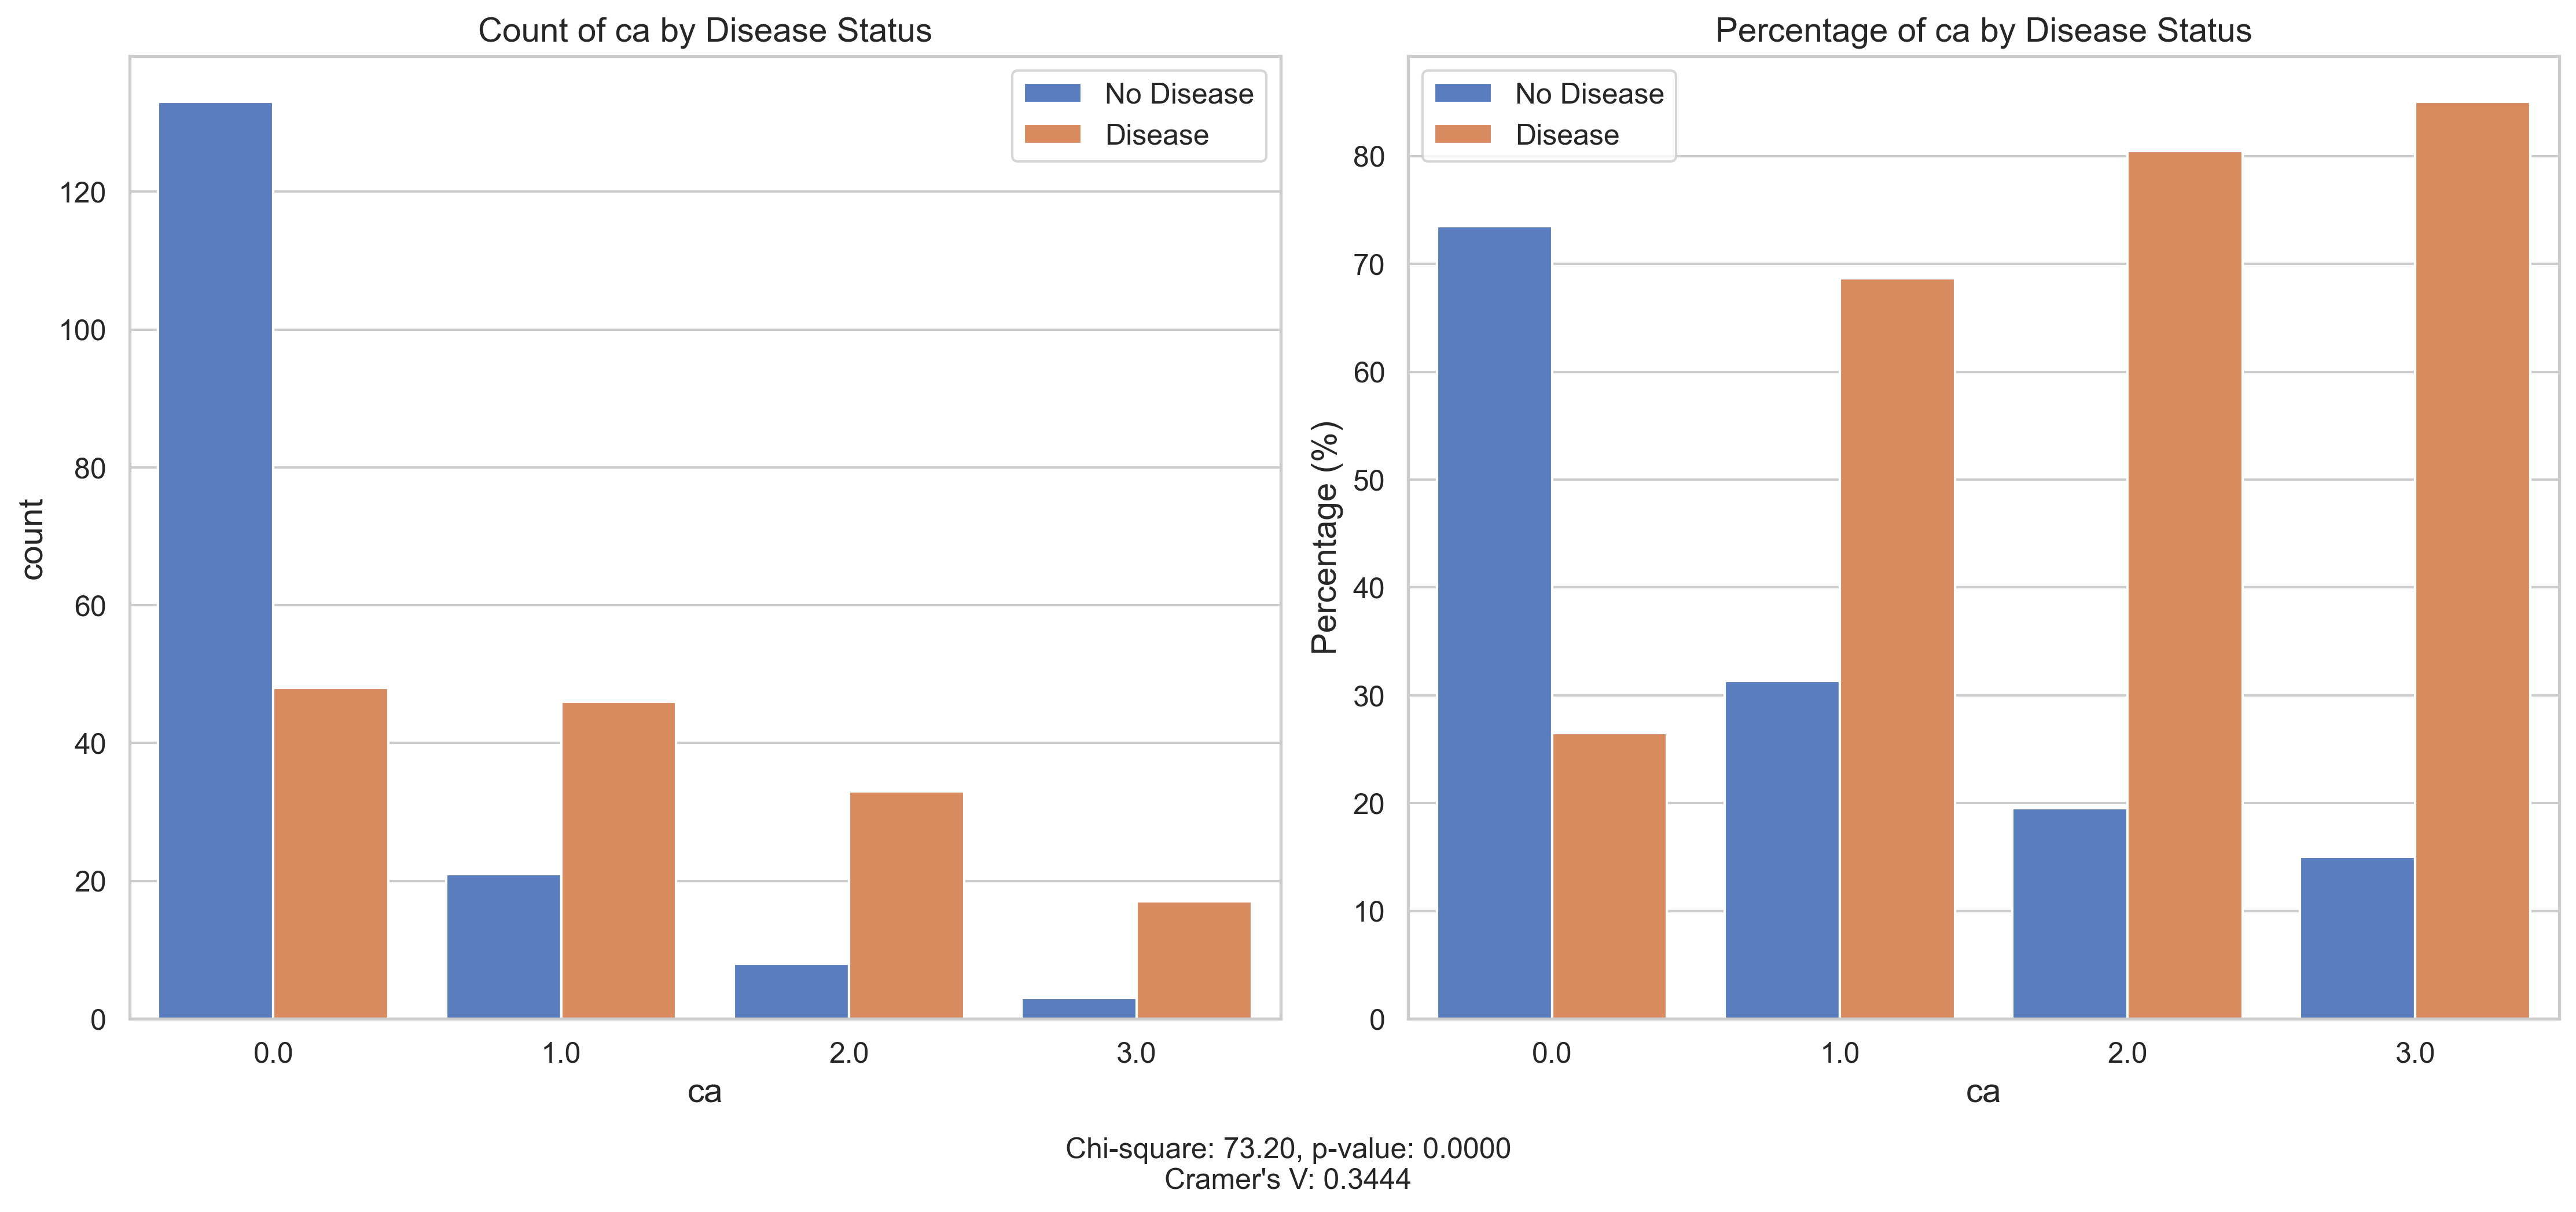 Count of ca by Disease Status
No Disease
Disease
120
100
80
60
40
20
0
count
0.0 1.0 2.0 3.0
ca
Percentage of ca by Disease Status
No Disease
Disease
80
70
60
50
40
30
20
10
0
Percentage (%)
0.0 1.0 2.0 3.0
ca
Chi-square: 73.20, p-value: 0.0000
Cramer's V: 0.3444